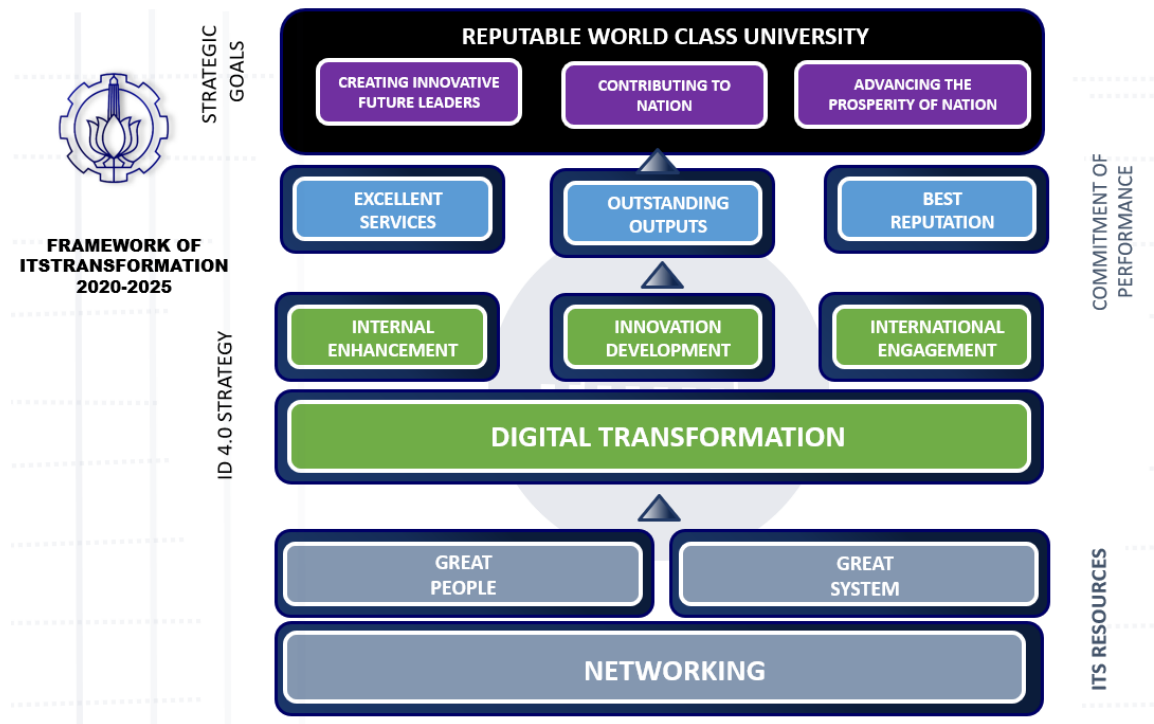 STRATEGIC
GOALS
REPUTABLE WORLD CLASS UNIVERSITY
CREATING INNOVATIVE
FUTURE LEADERS
CONTRIBUTING TO
NATION
ADVANCING THE
PROSPERITY OF NATION
FRAMEWORK OF
ITSTRANSFORMATION
2020-2025
EXCELLENT
SERVICES
OUTSTANDING
OUTPUTS
BEST
REPUTATION
COMMITMENT OF
PERFORMANCE
ID 4.0 STRATEGY
INTERNAL
ENHANCEMENT
INNOVATION
DEVELOPMENT
INTERNATIONAL
ENGAGEMENT
DIGITAL TRANSFORMATION
GREAT
PEOPLE
GREAT
SYSTEM
NETWORKING
ITS RESOURCES